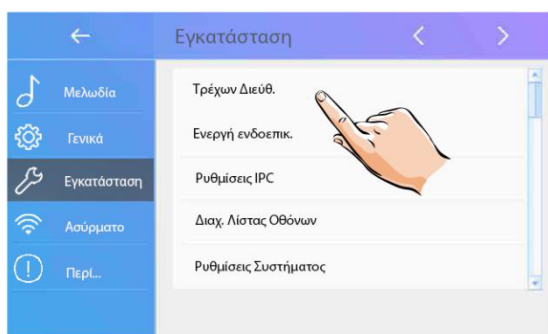 Εγκατάσταση
Μελωδία
Γενικά
Εγκατάσταση
Ασύρματο
Περί...
Τρέχων Διεύθ.
Ενεργή ενδοεπικ.
Ρυθμίσεις IPC
Διαχ. Λίστας Οθόνων
Ρυθμίσεις Συστήματος